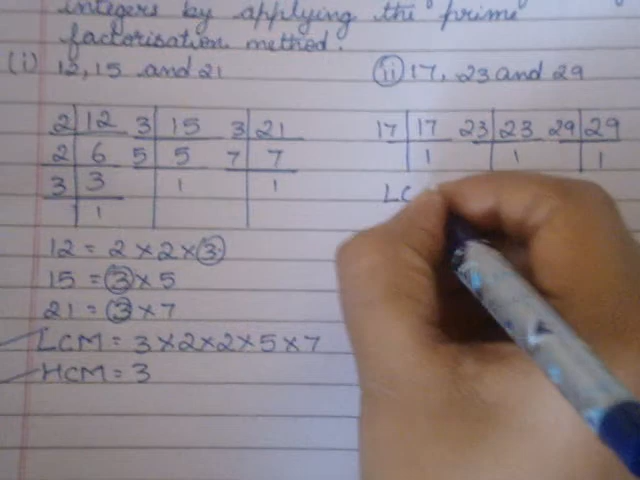 integers by applying the prime
factorisation method.
(i) 12, 15 and 21
(ii) 17, 23 and 29
2 12 3 15 3 21
2 6 5 5 7 7
3 3 1 1
1
17 17 23 23 29 29
1 1 1
LC
12 = 2 × 2 × 3
15 = 3 × 5
21 = 3 × 7
LCM = 3 × 2 × 2 × 5 × 7
HCM = 3